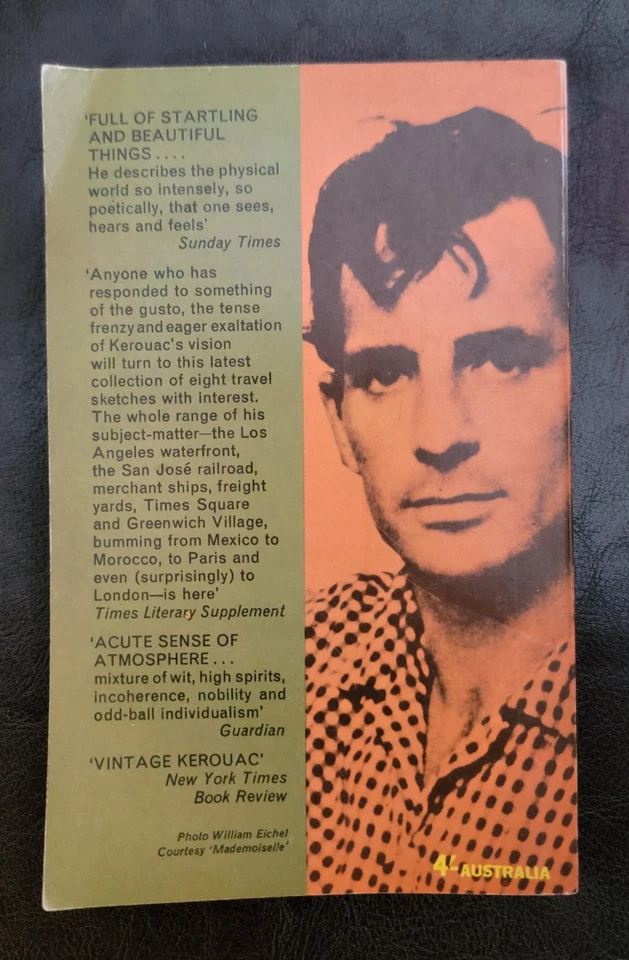 'FULL OF STARTLING
AND BEAUTIFUL
THINGS....
He describes the physical
world so intensely, so
poetically, that one sees,
hears and feels'
Sunday Times
'Anyone who has
responded to something
of the gusto, the tense
frenzy and eager exaltation
of Kerouac's vision
will turn to this latest
collection of eight travel
sketches with interest.
The whole range of his
subject-matter—the Los
Angeles waterfront,
the San José railroad,
merchant ships, freight
yards, Times Square
and Greenwich Village,
bumming from Mexico to
Morocco, to Paris and
even (surprisingly) to
London—is here'
Times Literary Supplement
'ACUTE SENSE OF
ATMOSPHERE...
mixture of wit, high spirits,
incoherence, nobility and
odd-ball individualism'
Guardian
'VINTAGE KEROUAC'
New York Times
Book Review
Photo William Eichel
Courtesy 'Mademoiselle'
4/- AUSTRALIA